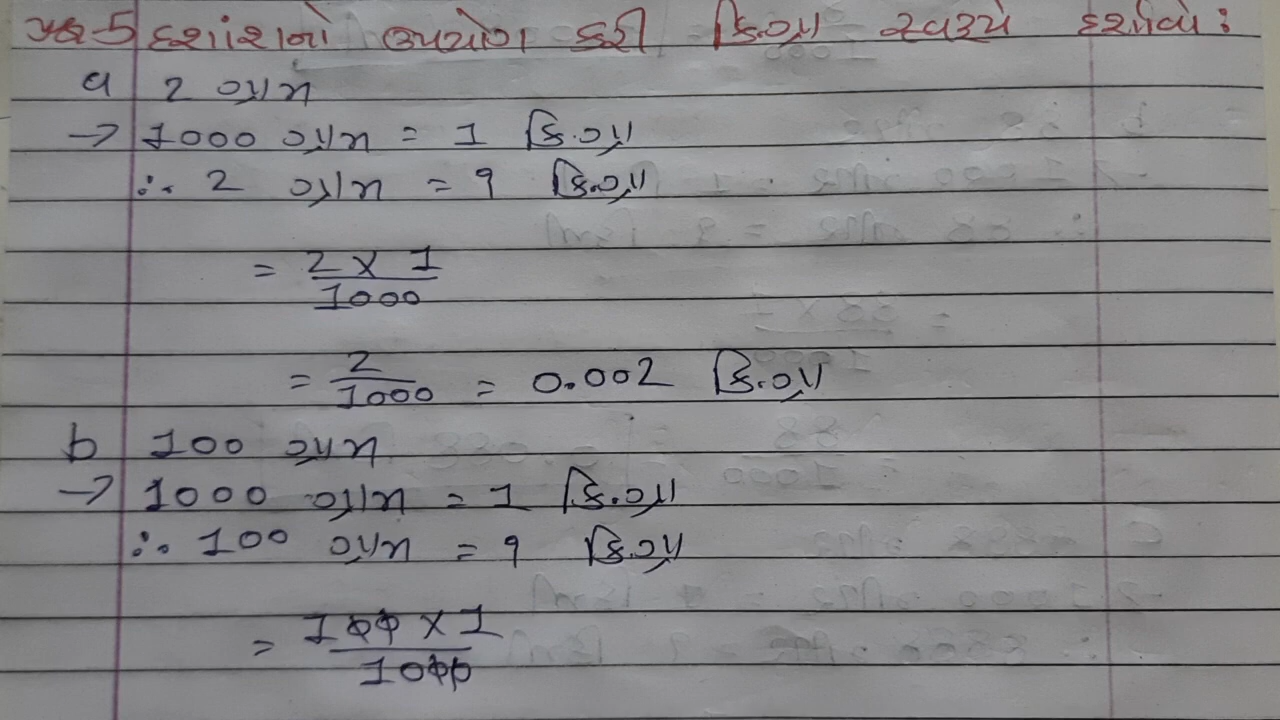 પ્રશ્ન-5 દશાંશનો ઉપયોગ કરી કિ.ગ્રા સ્વરૂપે દર્શાવો :
a 2 ગ્રામ
→ 1000 ગ્રામ = 1 કિ.ગ્રા
∴ 2 ગ્રામ = ? કિ.ગ્રા
= 2 × 1
1000
= 2
1000 = 0.002 કિ.ગ્રા
b 100 ગ્રામ
→ 1000 ગ્રામ = 1 કિ.ગ્રા
∴ 100 ગ્રામ = ? કિ.ગ્રા
= 100 × 1
1000